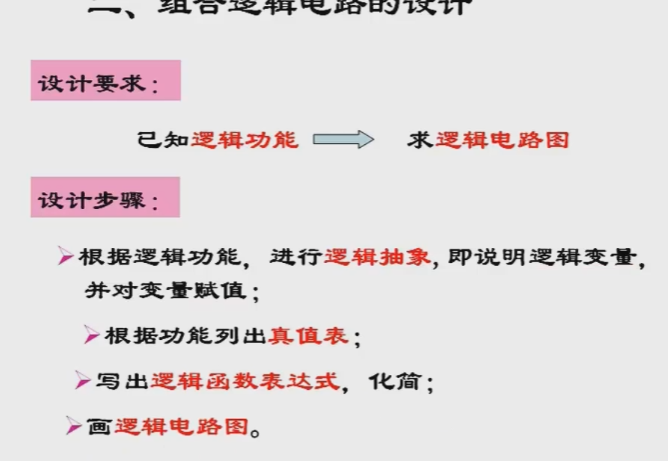 二、组合逻辑电路的设计
设计要求：
已知逻辑功能 求逻辑电路图
设计步骤：
根据逻辑功能，进行逻辑抽象,即说明逻辑变量，
并对变量赋值；
根据功能列出真值表；
写出逻辑函数表达式，化简；
画逻辑电路图。